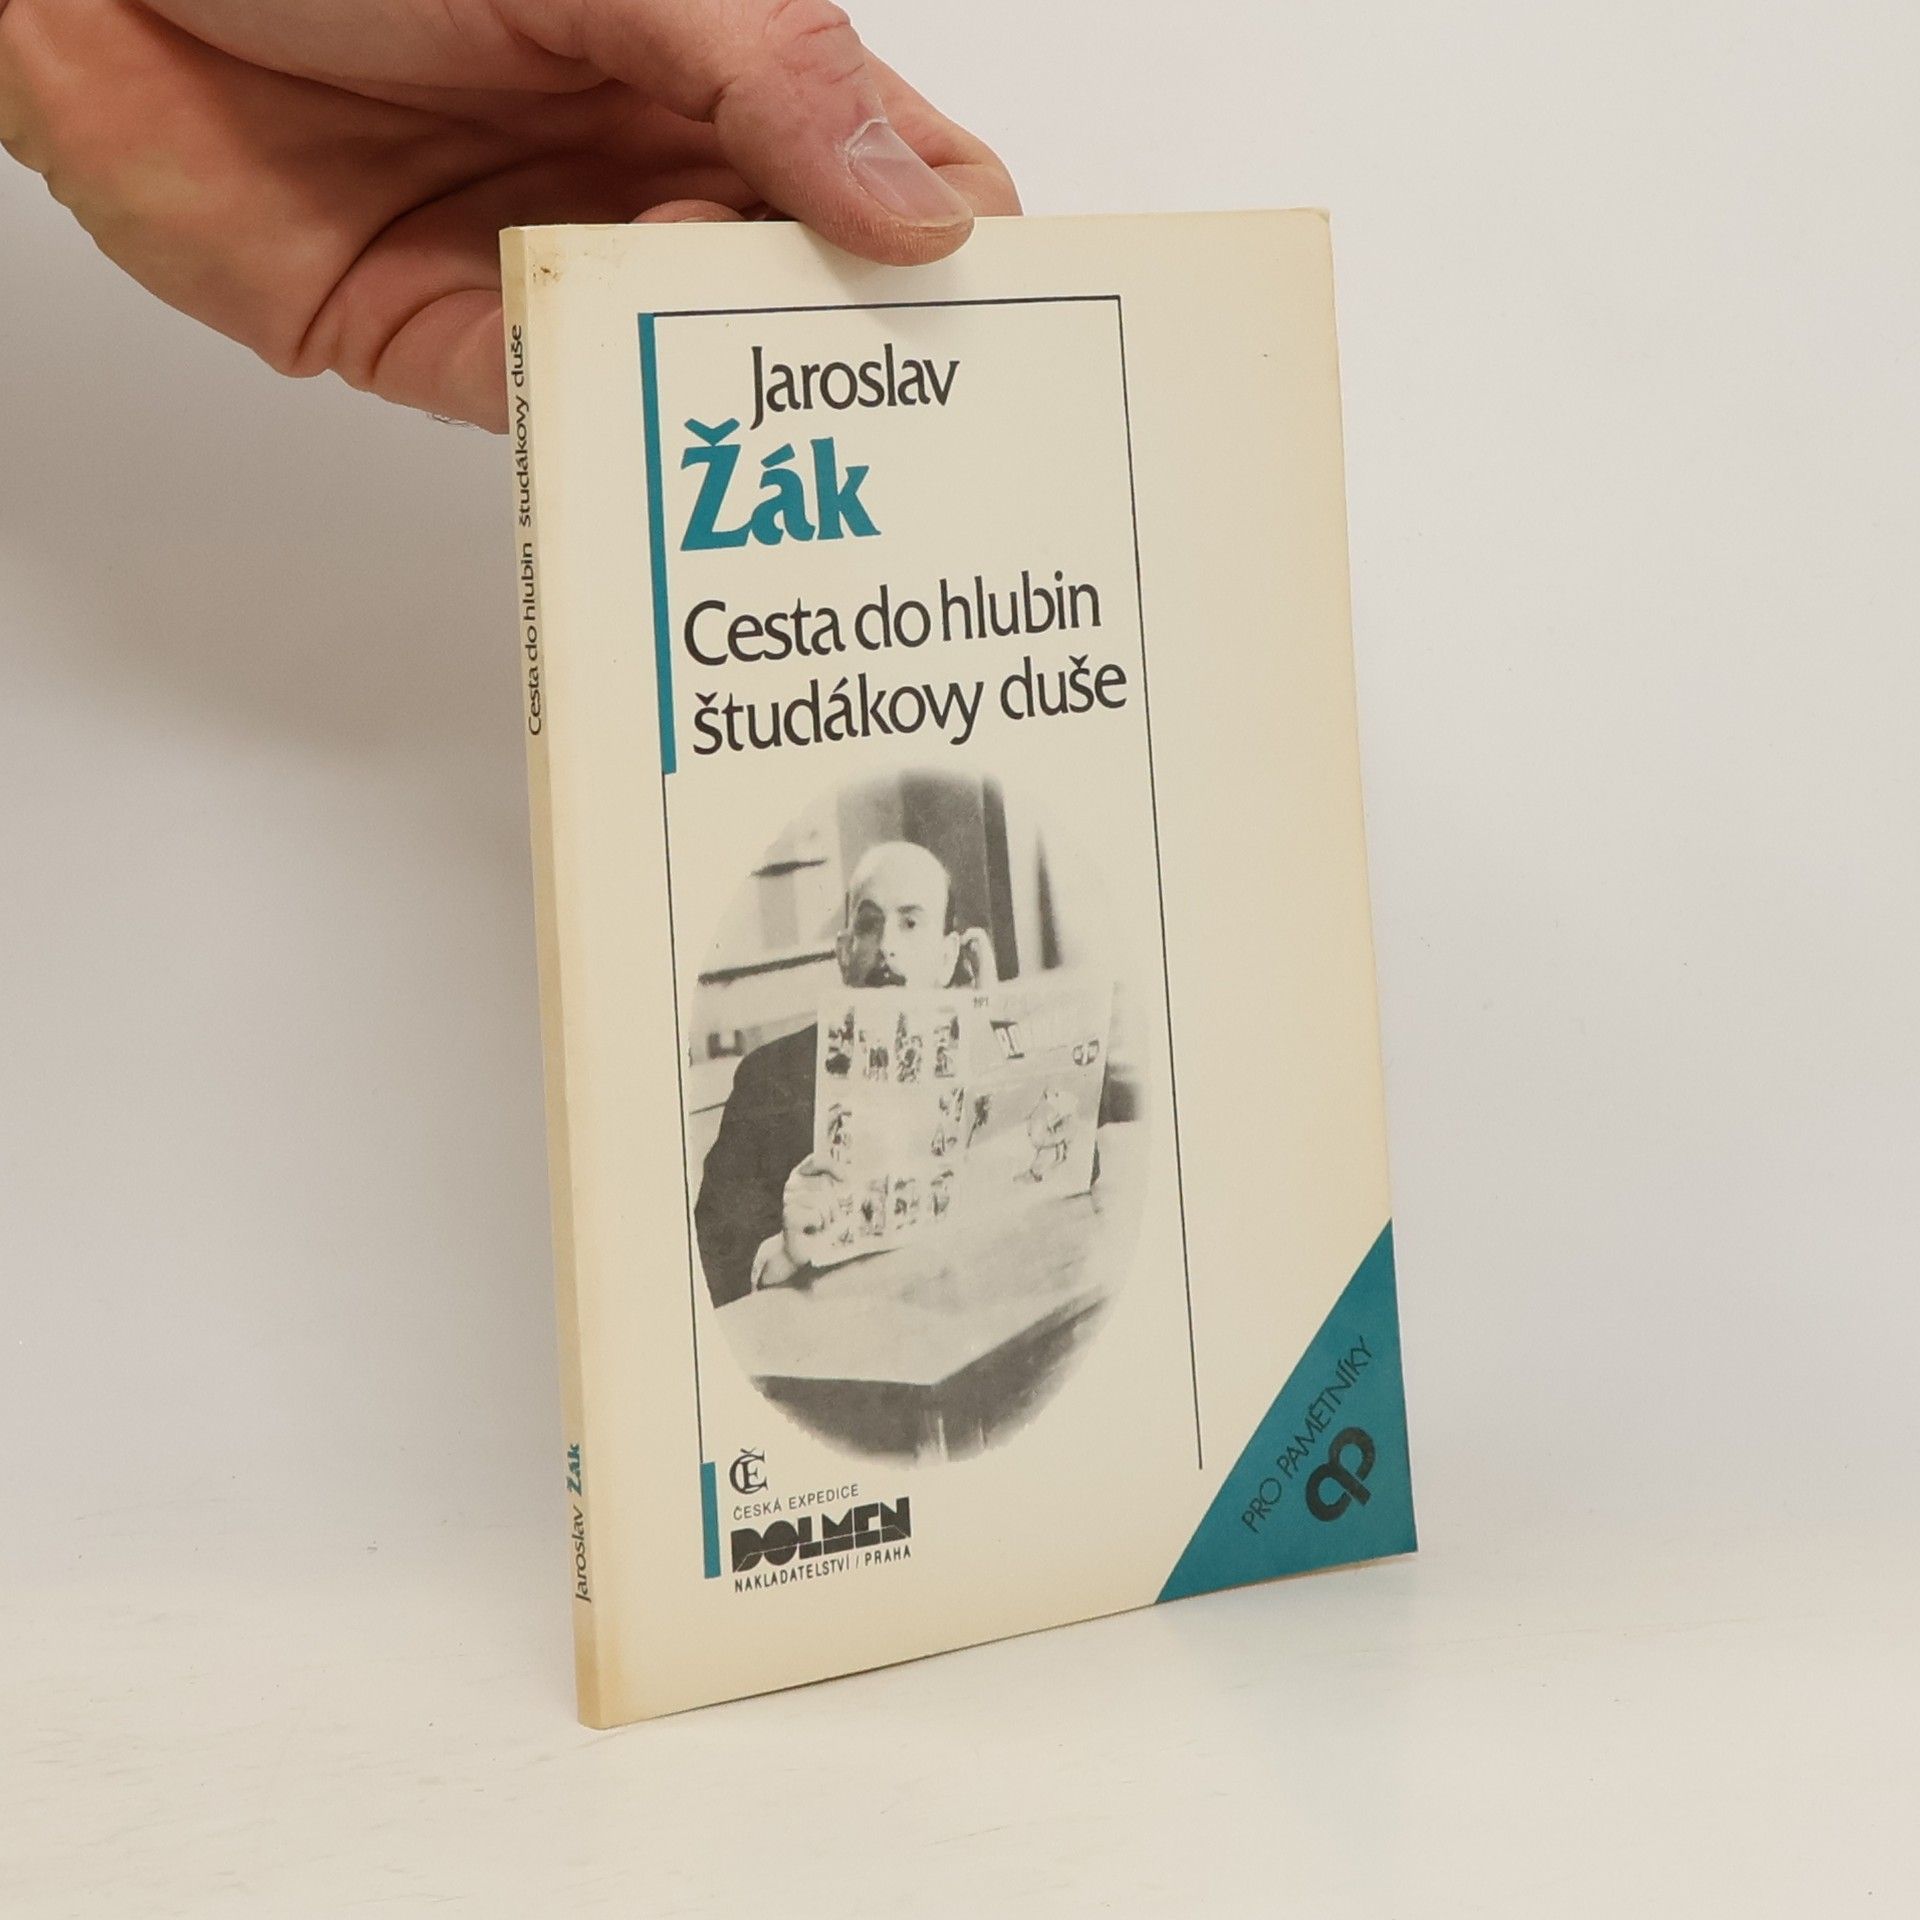 Jaroslav
Žák
Cesta do hlubin
študákovy duše
ČE
ČESKÁ EXPEDICE
DOLMEN
NAKLADATELSTVÍ / PRAHA
PRO PAMĚTNÍKY
Cesta do hlubin študákovy duše
Jaroslav Žák